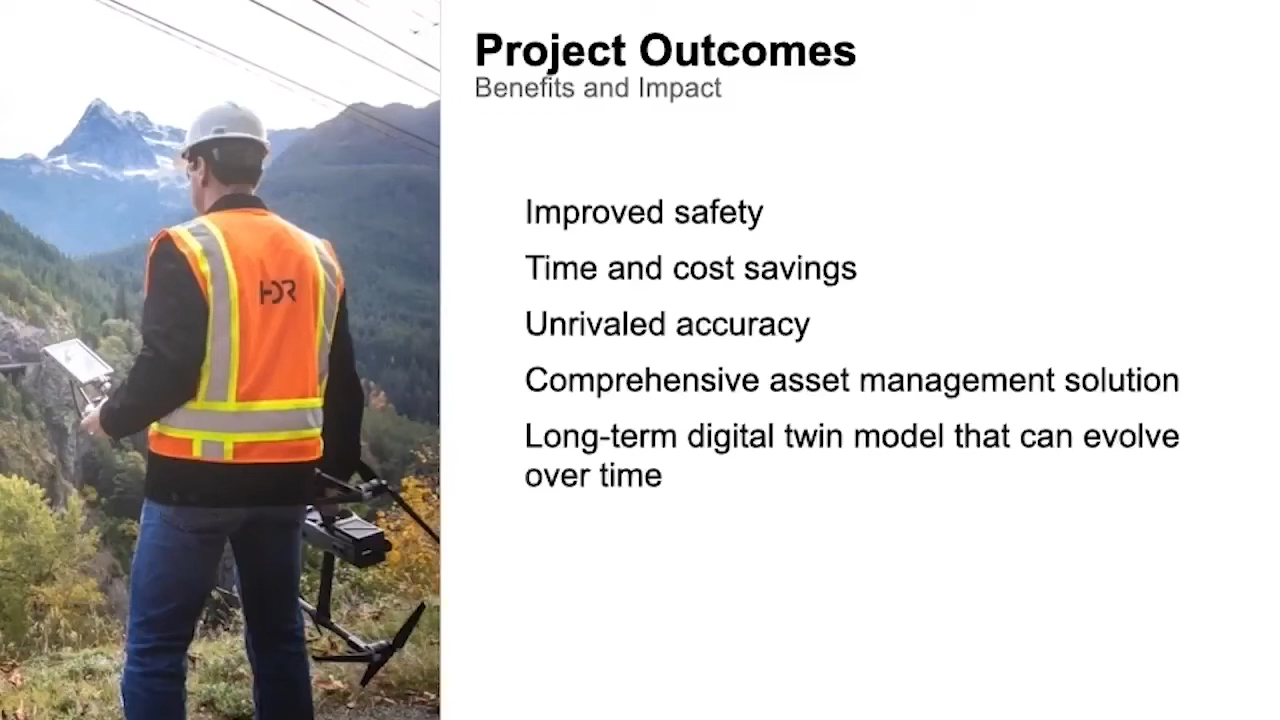 Project Outcomes
Benefits and Impact
HDR
Improved safety
Time and cost savings
Unrivaled accuracy
Comprehensive asset management solution
Long-term digital twin model that can evolve
over time